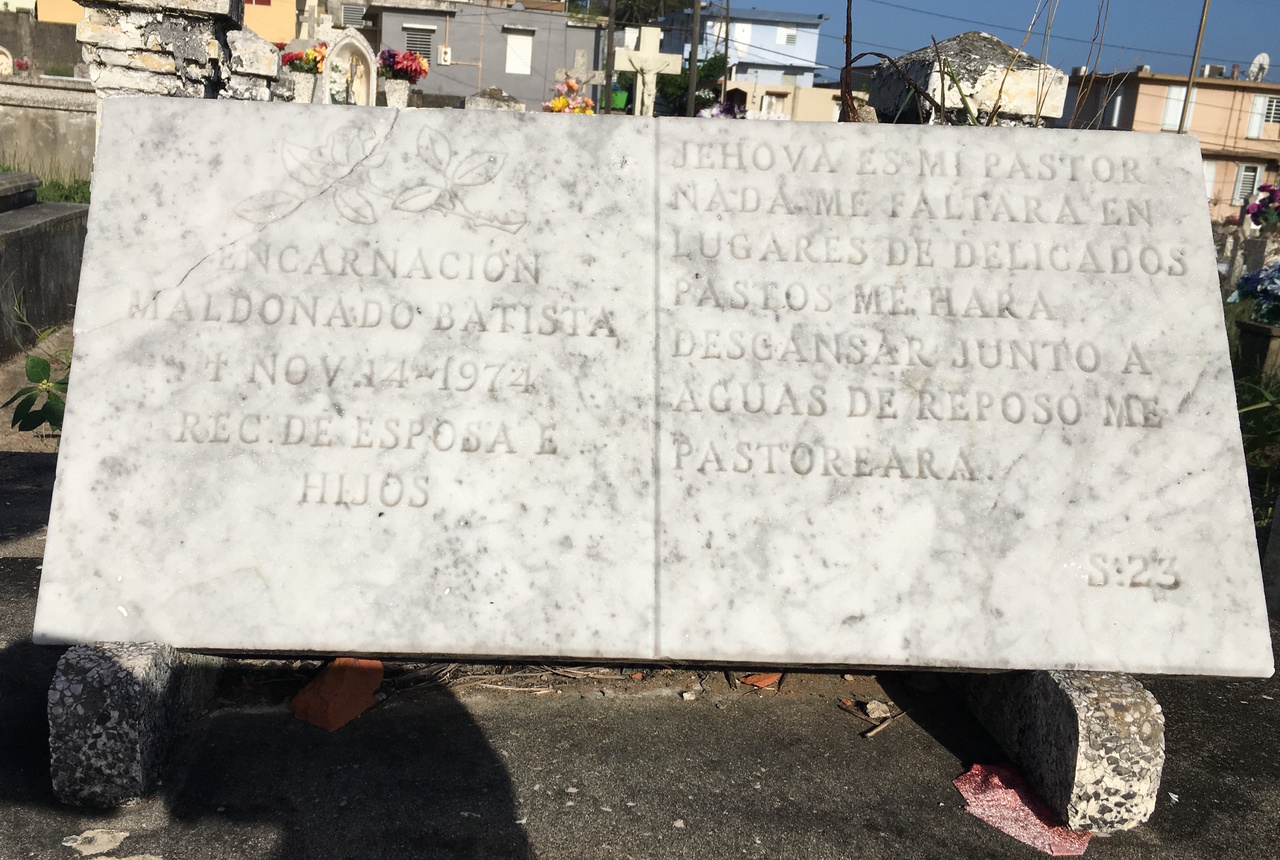 ENCARNACION
MALDONADO BATISTA
† NOV. 14-1974
REC. DE ESPOSA E
HIJOS
JEHOVA ES MI PASTOR
NADA ME FALTARA EN
LUGARES DE DELICADOS
PASTOS ME HARA
DESCANSAR JUNTO A
AGUAS DE REPOSO ME
PASTOREARA.
S:23